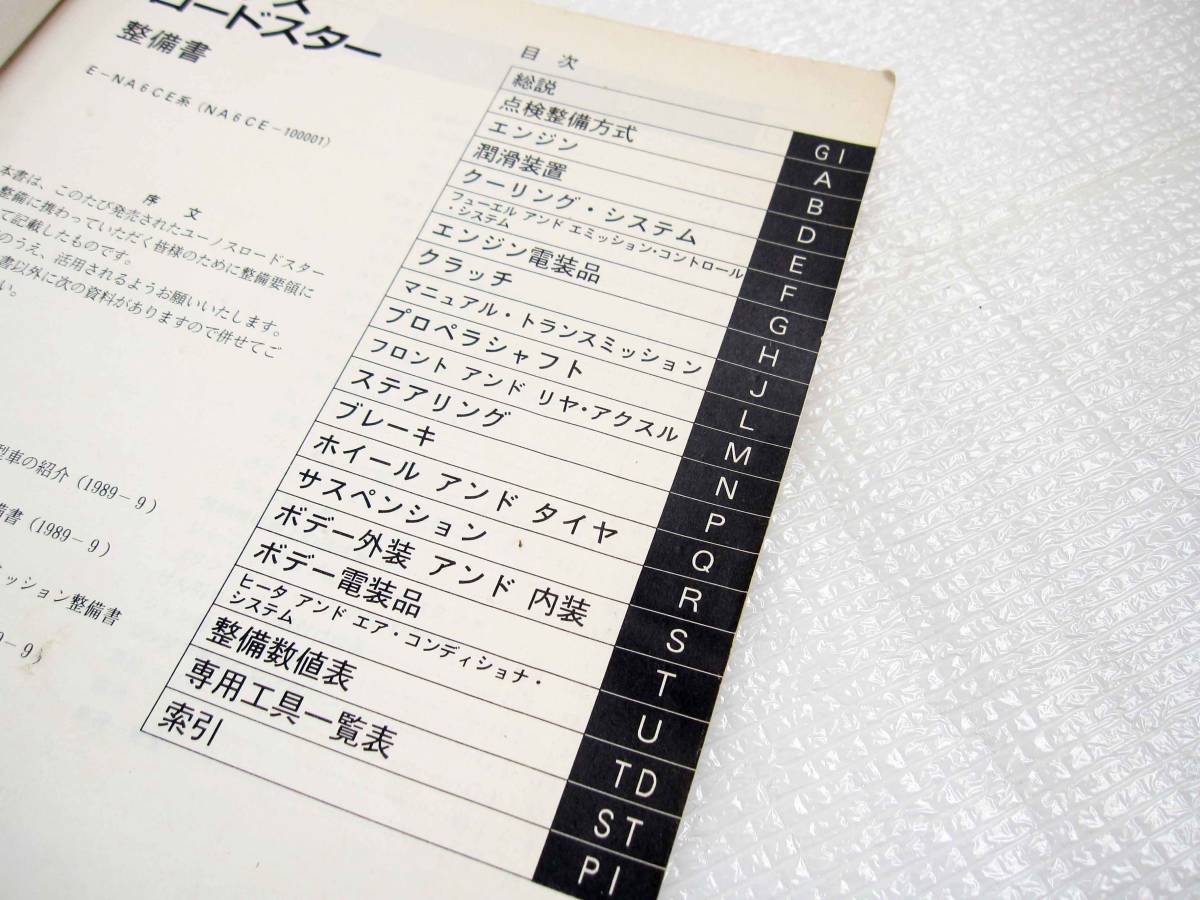 ロードスター
整備書
E－NA6CE系（NA6CE－100001）
序文
本書は、このたび発売されたユーノスロードスター
整備に携わっていただく皆様のために整備要領に
て記載したものです。
のうえ、活用されるようお願いいたします。
書以外に次の資料がありますので併せてご
い。
型車の紹介（1989－9）
備書（1989－9）
ミッション整備書
－9）
目次
総説 GI
点検整備方式 A
エンジン B
潤滑装置 D
クーリング・システム E
フューエル アンド エミッション・コントロール
・システム F
エンジン電装品 G
クラッチ H
マニュアル・トランスミッション J
プロペラシャフト L
フロント アンド リヤ・アクスル M
ステアリング N
ブレーキ P
ホイール アンド タイヤ Q
サスペンション R
ボデー外装 アンド 内装 S
ボデー電装品 T
ヒータ アンド エア・コンディショナ・
システム U
整備数値表 TD
専用工具一覧表 ST
索引 P.I